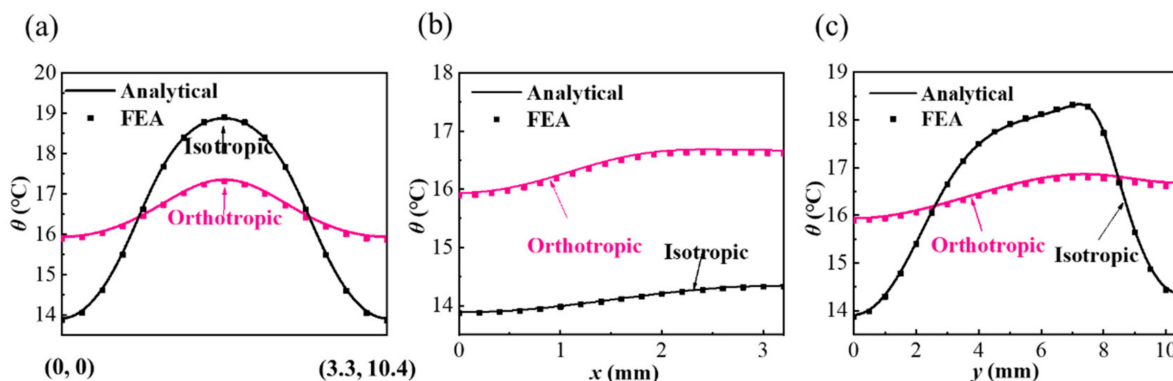 (a)
20
19
18
17
16
15
14
θ (°C)
Analytical
FEA
Isotropic
Orthotropic
(0, 0)
(3.3, 10.4)
(b)
18
17
16
15
14
θ (°C)
Analytical
FEA
Orthotropic
Isotropic
0 1 2 3
x (mm)
(c)
19
18
17
16
15
14
θ (°C)
Analytical
FEA
Orthotropic
Isotropic
0 2 4 6 8 10
y (mm)